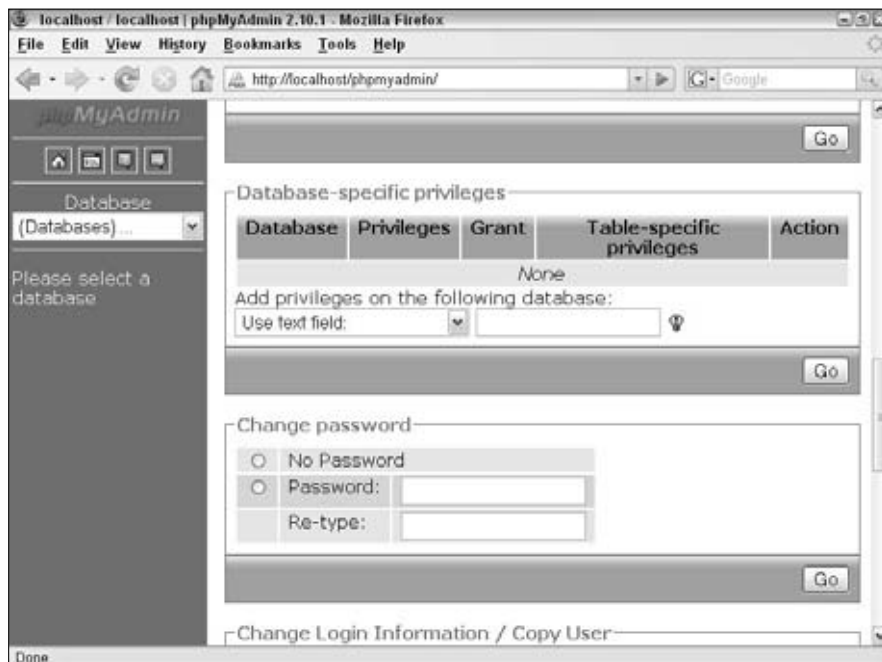 localhost / localhost | phpMyAdmin 2.10.1 - Mozilla Firefox
File Edit View History Bookmarks Tools Help
http://localhost/phpmyadmin/
G Google
phpMyAdmin
Database
(Databases) ...
Please select a
database
Go
Database-specific privileges
Database Privileges Grant Table-specific privileges Action
None
Add privileges on the following database:
Use text field:
Go
Change password
No Password
Password:
Re-type:
Go
Change Login Information / Copy User
Done